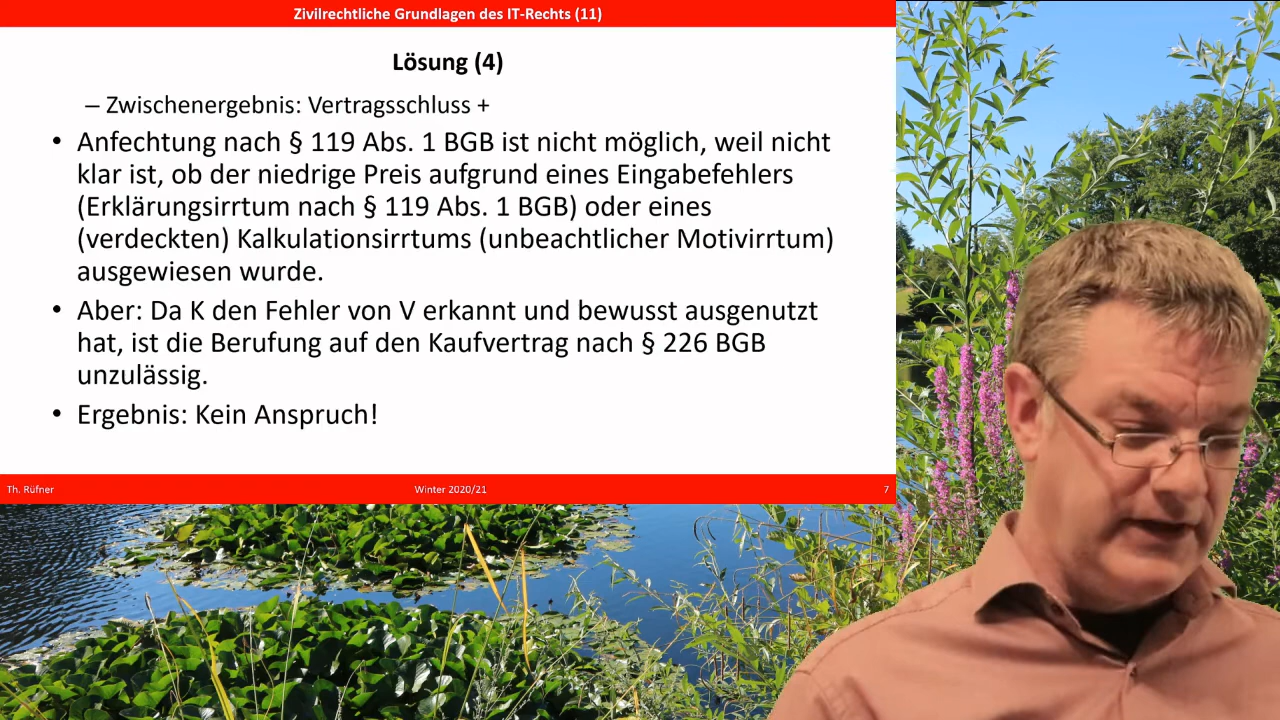 Zivilrechtliche Grundlagen des IT-Rechts (11)
Lösung (4)
– Zwischenergebnis: Vertragsschluss +
• Anfechtung nach § 119 Abs. 1 BGB ist nicht möglich, weil nicht
klar ist, ob der niedrige Preis aufgrund eines Eingabefehlers
(Erklärungsirrtum nach § 119 Abs. 1 BGB) oder eines
(verdeckten) Kalkulationsirrtums (unbeachtlicher Motivirrtum)
ausgewiesen wurde.
• Aber: Da K den Fehler von V erkannt und bewusst ausgenutzt
hat, ist die Berufung auf den Kaufvertrag nach § 226 BGB
unzulässig.
• Ergebnis: Kein Anspruch!
Th. Rüfner Winter 2020/21 7